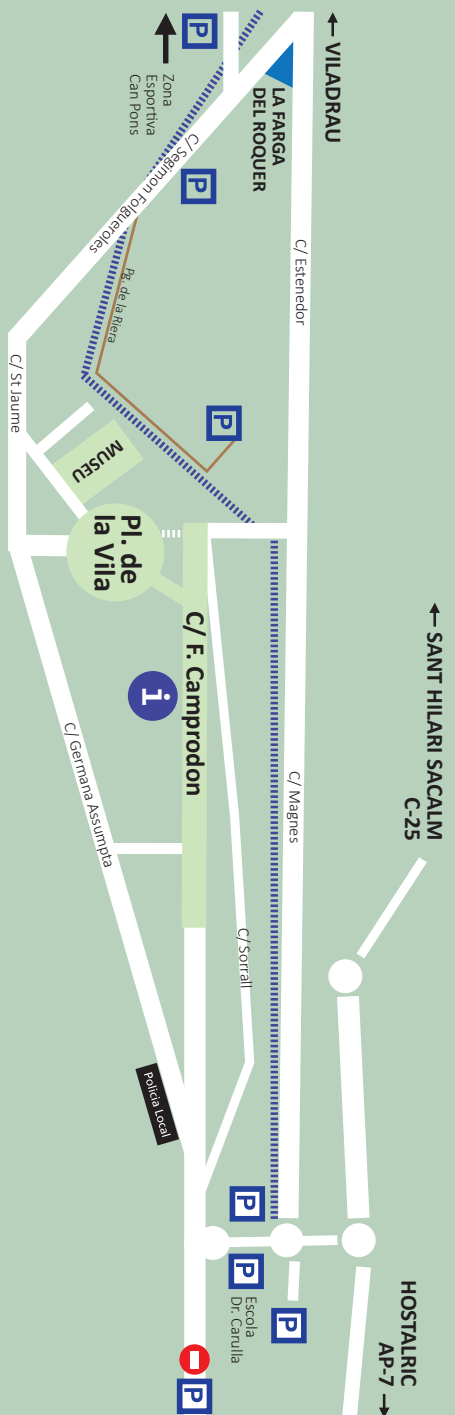 ← VILADRAU
P
Zona
Esportiva
Can Pons
LA FARGA
DEL ROQUER
C/ Segimon Folgueroles
P
C/ Estenedor
Pg. de la Riera
C/ St Jaume
P
MUSEU
Pl. de
la Vila
C/ F. Camprodon
i
← SANT HILARI SACALM
C-25
C/ Germana Assumpta
C/ Magnes
C/ Sorrall
Policia Local
P
P
Escola
Dr. Carulla
P
HOSTALRIC
AP-7 →
P